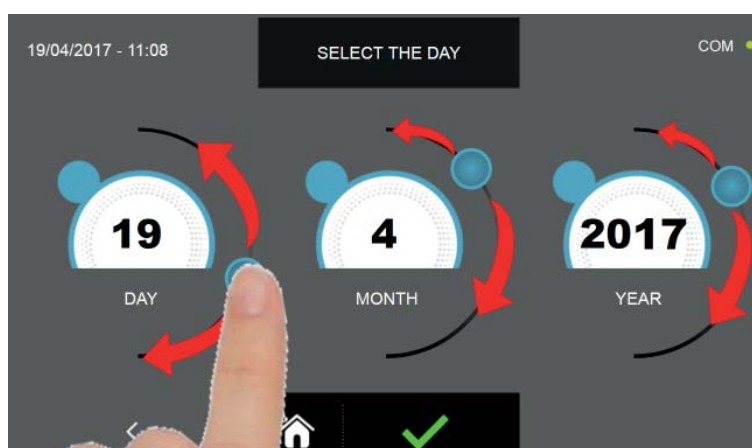 19/04/2017 - 11:08
SELECT THE DAY
COM
19
4
2017
DAY
MONTH
YEAR